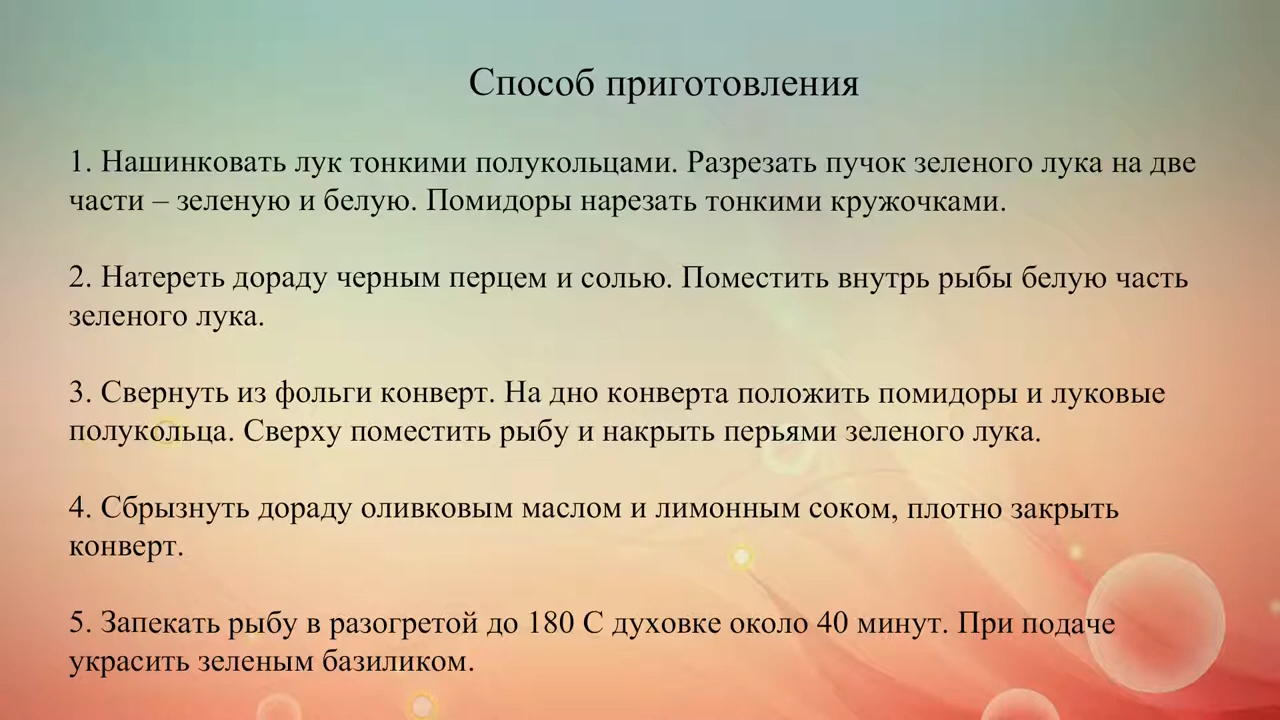 Способ приготовления
1. Нашинковать лук тонкими полукольцами. Разрезать пучок зеленого лука на две
части – зеленую и белую. Помидоры нарезать тонкими кружочками.
2. Натереть дораду черным перцем и солью. Поместить внутрь рыбы белую часть
зеленого лука.
3. Свернуть из фольги конверт. На дно конверта положить помидоры и луковые
полукольца. Сверху поместить рыбу и накрыть перьями зеленого лука.
4. Сбрызнуть дораду оливковым маслом и лимонным соком, плотно закрыть
конверт.
5. Запекать рыбу в разогретой до 180 С духовке около 40 минут. При подаче
украсить зеленым базиликом.